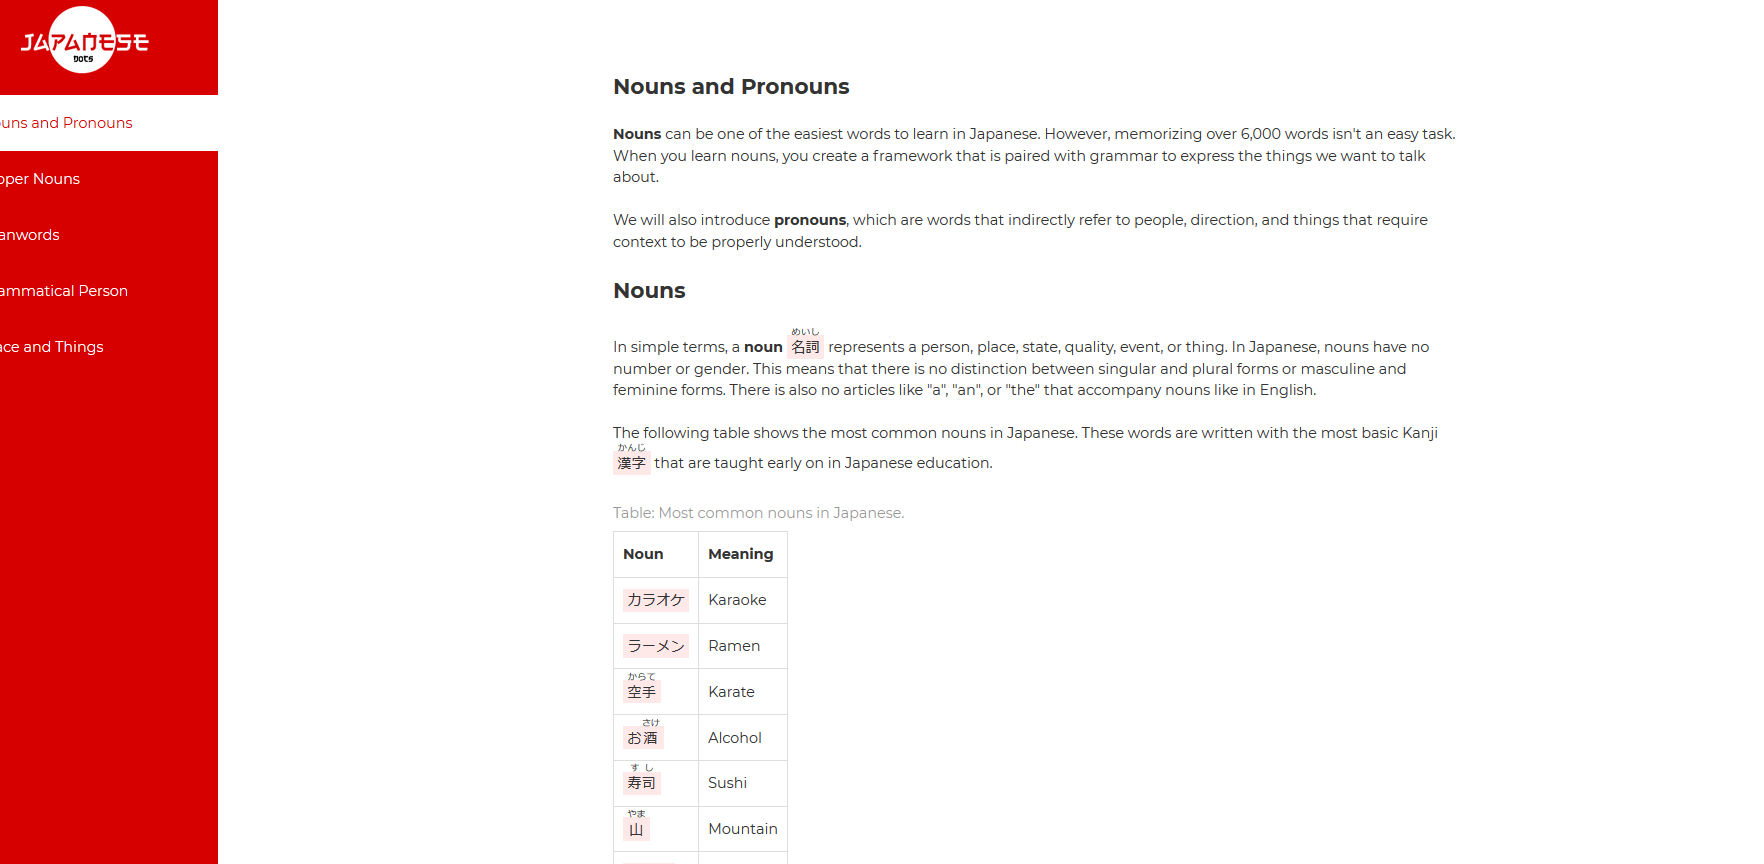 JAPANESE
DOTS
ouns and Pronouns
oper Nouns
anwords
ammatical Person
ace and Things
Nouns and Pronouns
Nouns can be one of the easiest words to learn in Japanese. However, memorizing over 6,000 words isn't an easy task.
When you learn nouns, you create a framework that is paired with grammar to express the things we want to talk
about.
We will also introduce pronouns, which are words that indirectly refer to people, direction, and things that require
context to be properly understood.
Nouns
めいし
In simple terms, a noun 名詞 represents a person, place, state, quality, event, or thing. In Japanese, nouns have no
number or gender. This means that there is no distinction between singular and plural forms or masculine and
feminine forms. There is also no articles like "a", "an", or "the" that accompany nouns like in English.
The following table shows the most common nouns in Japanese. These words are written with the most basic Kanji
かんじ
漢字 that are taught early on in Japanese education.
Table: Most common nouns in Japanese.
Noun Meaning
カラオケ Karaoke
ラーメン Ramen
からて
空手 Karate
さけ
お酒 Alcohol
すし
寿司 Sushi
やま
山 Mountain